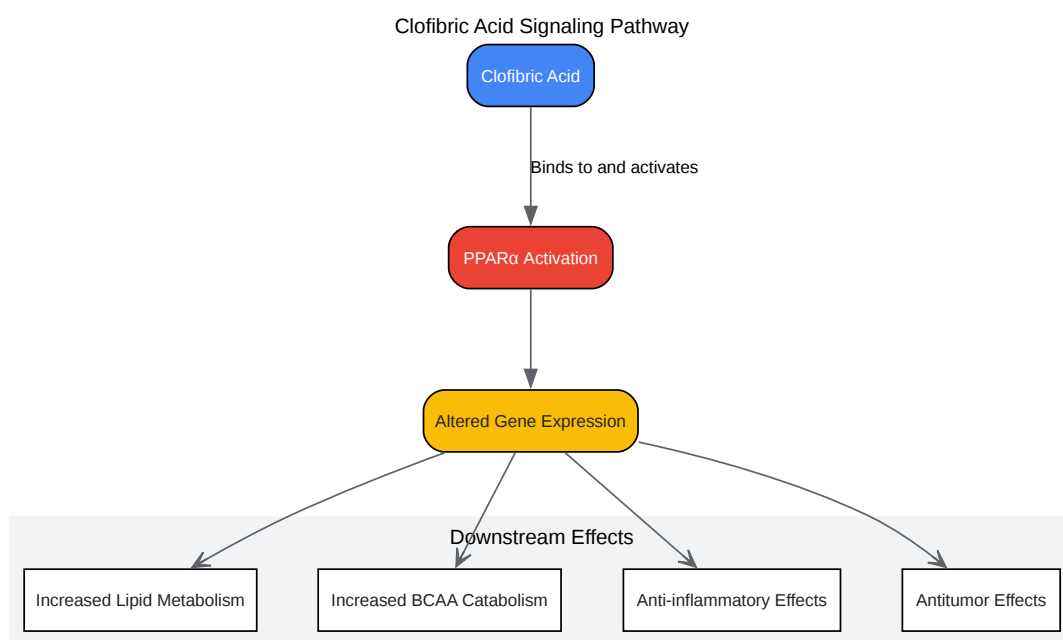 Clofibric Acid Signaling Pathway
Clofibric Acid
Binds to and activates
PPARα Activation
Altered Gene Expression
Downstream Effects
Increased Lipid Metabolism
Increased BCAA Catabolism
Anti-inflammatory Effects
Antitumor Effects